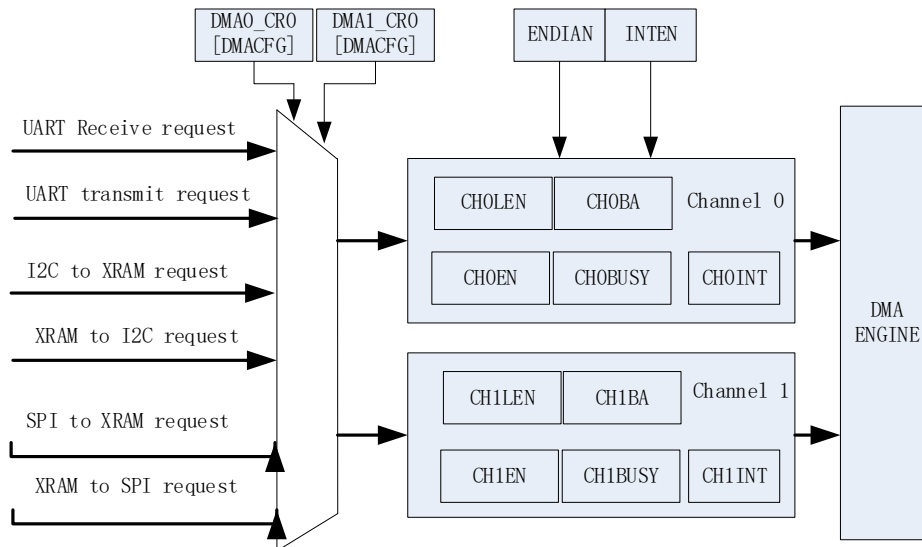 DMA0_CR0
[DMACFG]
DMA1_CR0
[DMACFG]
ENDIAN
INTEN
UART Receive request
UART transmit request
I2C to XRAM request
XRAM to I2C request
SPI to XRAM request
XRAM to SPI request
CH0LEN
CH0BA
Channel 0
CH0EN
CH0BUSY
CH0INT
CH1LEN
CH1BA
Channel 1
CH1EN
CH1BUSY
CH1INT
DMA
ENGINE